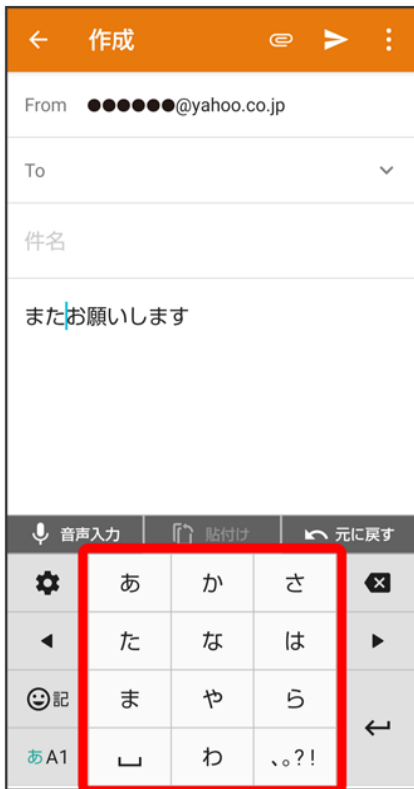 作成
From ●●●●●●@yahoo.co.jp
To
件名
またお願いします
音声入力 貼付け 元に戻す
あ か さ
た な は
記 ま や ら
あA1 わ 、。?!